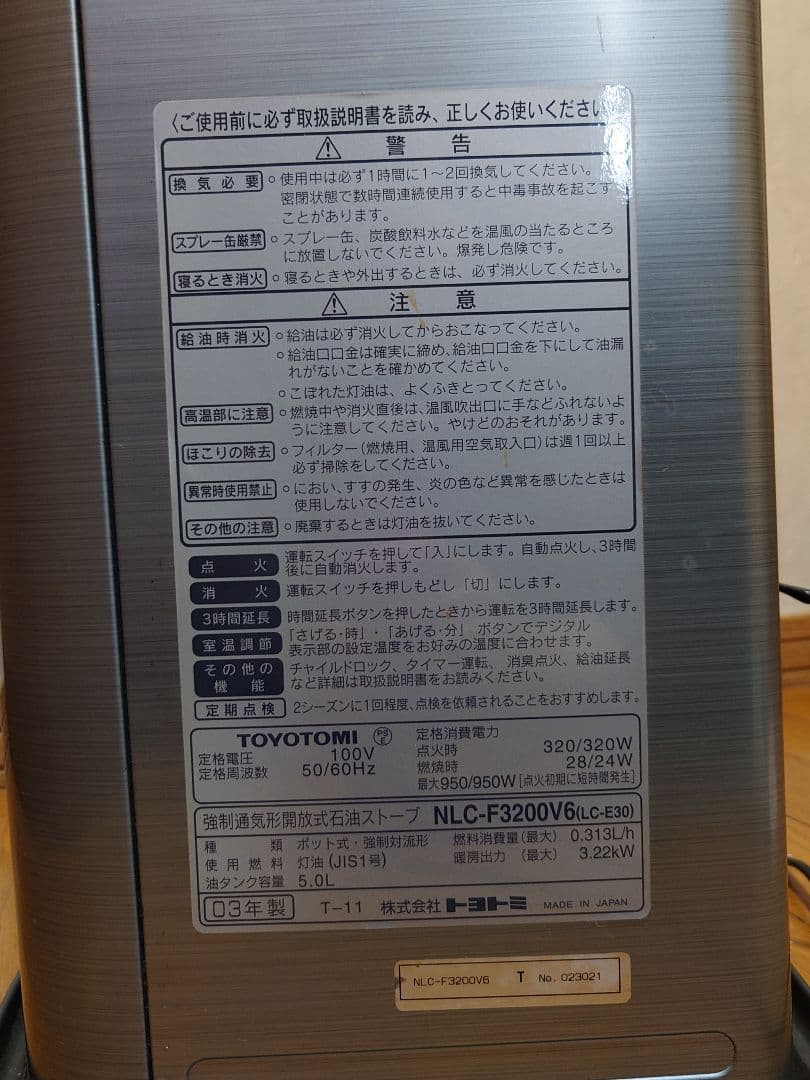 〈ご使用前に必ず取扱説明書を読み、正しくお使いください
⚠ 警告
換気必要 ○使用中は必ず1時間に1～2回換気してください。
密閉状態で数時間連続使用すると中毒事故を起こす
ことがあります。
スプレー缶厳禁 ○スプレー缶、炭酸飲料水などを温風の当たるところ
に放置しないでください。爆発し危険です。
寝るとき消火 ○寝るときや外出するときは、必ず消火してください。
⚠ 注意
給油時消火 ○給油は必ず消火してからおこなってください。
○給油口口金は確実に締め、給油口口金を下にして油漏
れがないことを確かめてください。
○こぼれた灯油は、よくふきとってください。
高温部に注意 ○燃焼中や消火直後は、温風吹出口に手などふれないよ
うに注意してください。やけどのおそれがあります。
ほこりの除去 ○フィルター(燃焼用、温風用空気取入口)は週1回以上
必ず掃除をしてください。
異常時使用禁止 ○におい、すすの発生、炎の色など異常を感じたときは
使用しないでください。
その他の注意 ○廃棄するときは灯油を抜いてください。
点火 運転スイッチを押して「入」にします。自動点火し、3時間
後に自動消火します。
消火 運転スイッチを押しもどし「切」にします。
3時間延長 時間延長ボタンを押したときから運転を3時間延長します。
室温調節 「さげる・時」・「あげる・分」ボタンでデジタル
表示部の設定温度をお好みの温度に合わせます。
その他の機能 チャイルドロック、タイマー運転、消臭点火、給油延長
など詳細は取扱説明書をお読みください。
定期点検 2シーズンに1回程度、点検を依頼されることをおすすめします。
TOYOTOMI PSE
定格電圧 100V
定格周波数 50/60Hz
定格消費電力
点火時 320/320W
燃焼時 28/24W
最大950/950W[点火初期に短時間発生]
強制通気形開放式石油ストーブ NLC-F3200V6(LC-E30)
種類 ポット式・強制対流形
使用燃料 灯油(JIS1号)
油タンク容量 5.0L
燃料消費量(最大) 0.313L/h
暖房出力(最大) 3.22kW
03年製 T-11 株式会社トヨトミ MADE IN JAPAN
NLC-F3200V6 T No. 023021